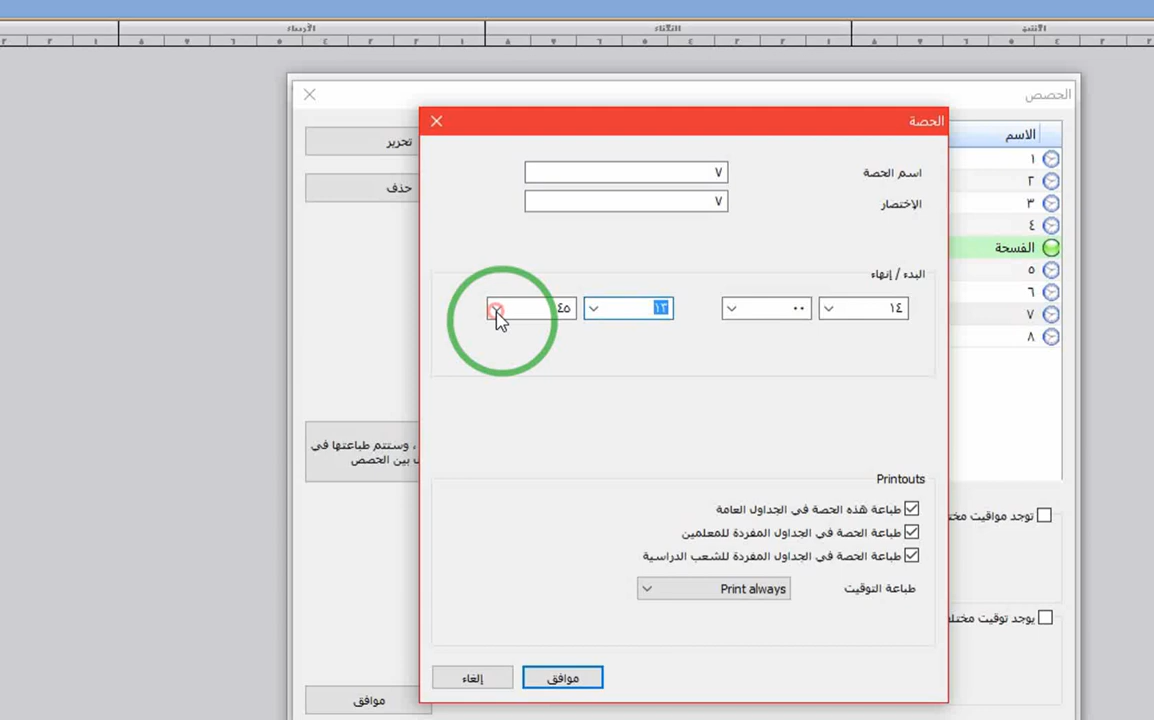 الأربعاء الثلاثاء الاثنين
الحصص
تحرير
حذف
الاسم
١
٢
٣
٤
الفسحة
٥
٦
٧
٨
الحصة
اسم الحصة ٧
الإختصار ٧
البدء / إنهاء
١٤ ٠٠ ١٣ ٤٥
، وستتم طباعتها في
بين الحصص
Printouts
طباعة هذه الحصة في الجداول العامة
طباعة الحصة في الجداول المفردة للمعلمين
طباعة الحصة في الجداول المفردة للشعب الدراسية
طباعة التوقيت Print always
توجد مواقيت
يوجد توقيت
موافق إلغاء
موافق